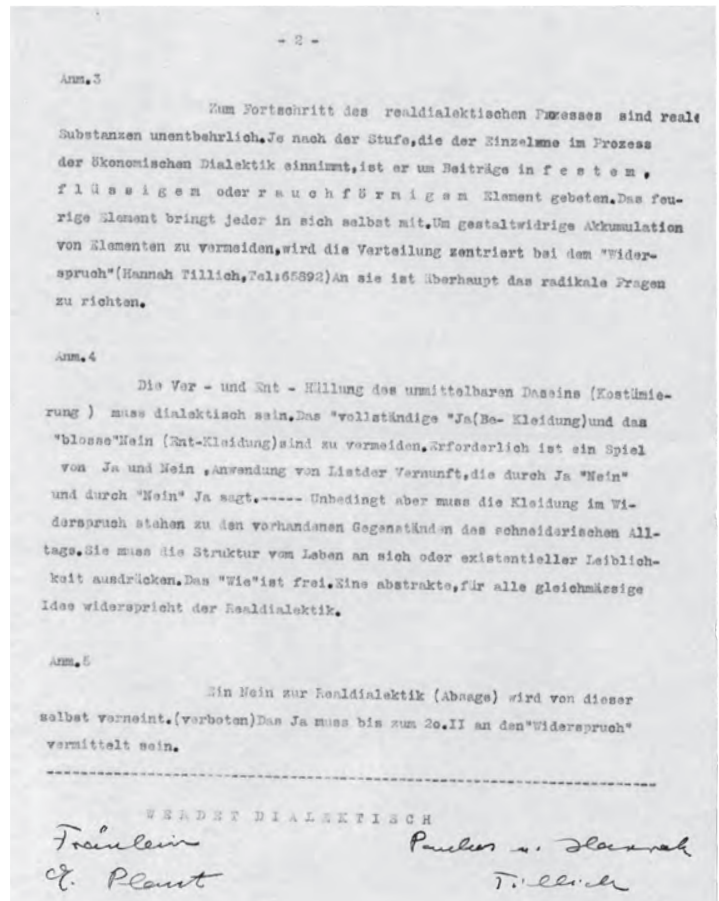 - 2 -
Anm.3
Zum Fortschritt des realdialektischen Prozesses sind reale
Substanzen unentbehrlich.Je nach der Stufe,die der Einzelne im Prozess
der ökonomischen Dialektik einnimmt,ist er um Beiträge in f e s t e m ,
f l ü s s i g e m oder r a u c h f ö r m i g e m Element gebeten.Das feu-
rige Element bringt jeder in sich selbst mit.Um gestaltwidrige Akkumulation
von Elementen zu vermeiden,wird die Verteilung zentriert bei dem "Wider-
spruch"(Hannah Tillich,Tel:65892)An sie ist überhaupt das radikale Fragen
zu richten.
Anm.4
Die Ver - und Ent - Hüllung des unmittelbaren Daseins (Kostümie-
rung ) muss dialektisch sein.Das "vollständige "Ja(Be- Kleidung)und das
"blosse"Nein (Ent-Kleidung)sind zu vermeiden.Erforderlich ist ein Spiel
von Ja und Nein ,Anwendung von Listder Vernunft,die durch Ja "Nein"
und durch "Nein" Ja sagt.----- Unbedingt aber muss die Kleidung im Wi-
derspruch stehen zu den vorhandenen Gegenständen des schneiderischen All-
tags.Sie muss die Struktur vom Leben an sich oder existentieller Leiblich-
keit ausdrücken.Das "Wie"ist frei.Eine abstrakte,für alle gleichmässige
Idee widerspricht der Realdialektik.
Anm.5
Ein Nein zur Realdialektik (Absage) wird von dieser
selbst verneint.(verboten)Das Ja muss bis zum 2o.II an den"Widerspruch"
vermittelt sein.
W E R D E T D I A L E K T I S C H
Fräulein
Paulus u. Hannah
Plaut
Tillich